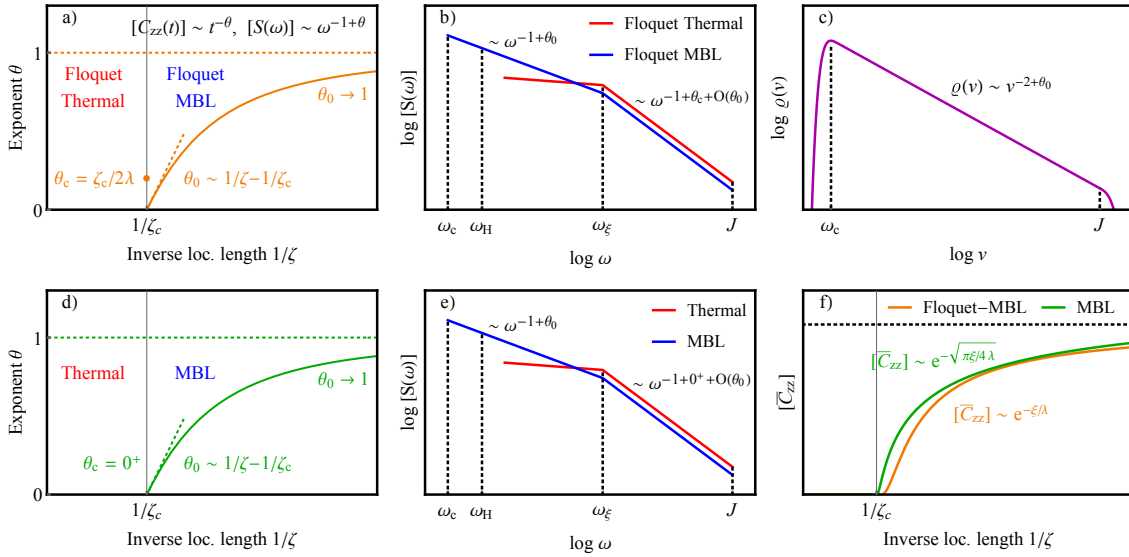 a)
[C_zz(t)] ~ t^−θ, [S(ω)] ~ ω^−1+θ
Exponent θ
1
0
Floquet Thermal
Floquet MBL
θ_0 → 1
θ_c = ζ_c/2λ
θ_0 ~ 1/ζ−1/ζ_c
1/ζ_c
Inverse loc. length 1/ζ
b)
Floquet Thermal
Floquet MBL
~ ω^−1+θ_0
~ ω^−1+θ_c+O(θ_0)
log [S(ω)]
ω_c
ω_H
ω_ξ
J
log ω
c)
ϱ(ν) ~ ν^−2+θ_0
log ϱ(ν)
ω_c
J
log ν
d)
Exponent θ
1
0
Thermal
MBL
θ_0 → 1
θ_c = 0^+
θ_0 ~ 1/ζ−1/ζ_c
1/ζ_c
Inverse loc. length 1/ζ
e)
Thermal
MBL
~ ω^−1+θ_0
~ ω^−1+0^+ +O(θ_0)
log [S(ω)]
ω_c
ω_H
ω_ξ
J
log ω
f)
Floquet−MBL
MBL
[C̅_zz] ~ e^−√(πξ/4λ)
[C̅_zz] ~ e^−ξ/λ
[C̅_zz]
1/ζ_c
Inverse loc. length 1/ζ